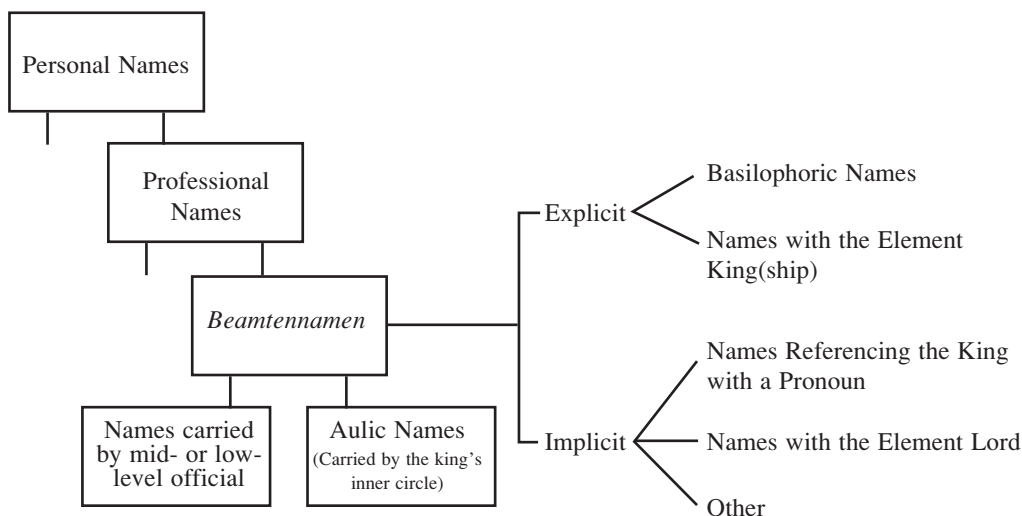 Personal Names
Professional
Names
Beamtennamen
Names carried
by mid- or low-
level official
Aulic Names
(Carried by the king's
inner circle)
Explicit
Basilophoric Names
Names with the Element
King(ship)
Implicit
Names Referencing the King
with a Pronoun
Names with the Element Lord
Other